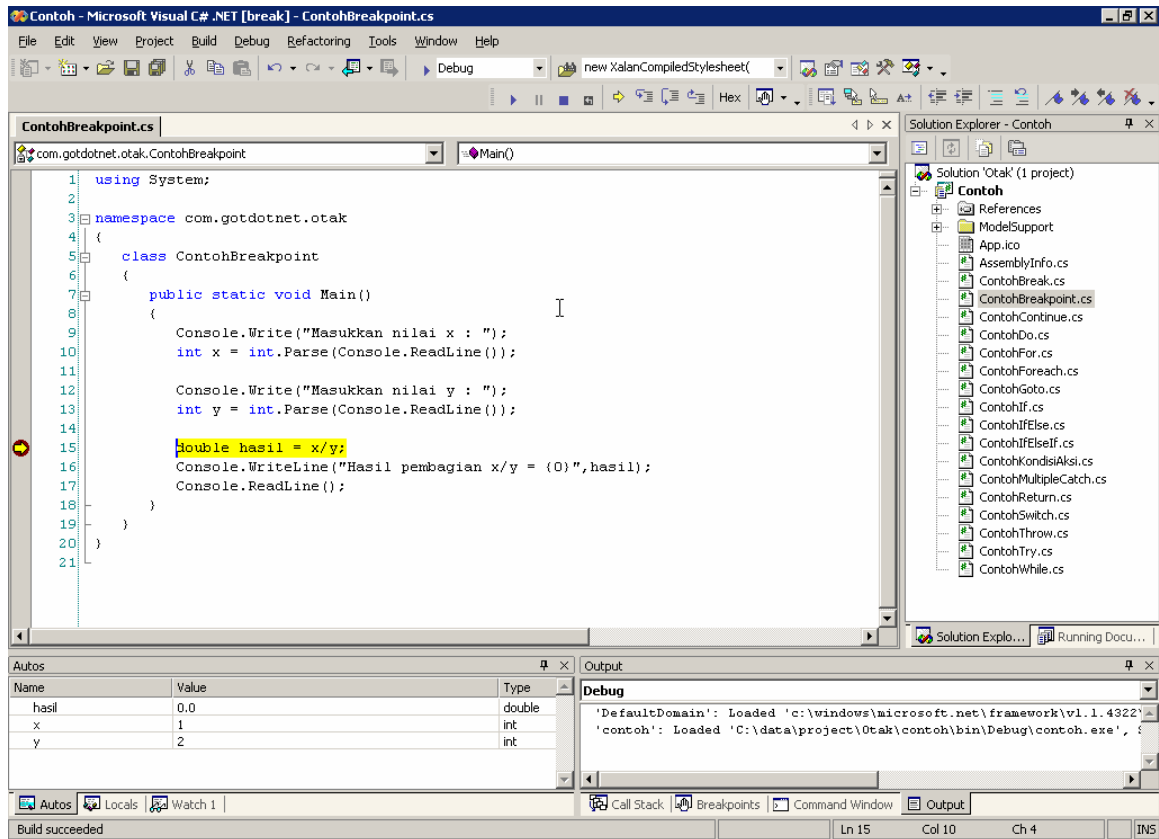 Contoh - Microsoft Visual C# .NET [break] - ContohBreakpoint.cs
File Edit View Project Build Debug Refactoring Tools Window Help
Debug new XalanCompiledStylesheet(
Hex
ContohBreakpoint.cs
com.gotdotnet.otak.ContohBreakpoint Main()
1 using System;
2
3 namespace com.gotdotnet.otak
4 {
5 class ContohBreakpoint
6 {
7 public static void Main()
8 {
9 Console.Write("Masukkan nilai x : ");
10 int x = int.Parse(Console.ReadLine());
11
12 Console.Write("Masukkan nilai y : ");
13 int y = int.Parse(Console.ReadLine());
14
15 double hasil = x/y;
16 Console.WriteLine("Hasil pembagian x/y = {0}",hasil);
17 Console.ReadLine();
18 }
19 }
20 }
21
Solution Explorer - Contoh
Solution 'Otak' (1 project)
Contoh
References
ModelSupport
App.ico
AssemblyInfo.cs
ContohBreak.cs
ContohBreakpoint.cs
ContohContinue.cs
ContohDo.cs
ContohFor.cs
ContohForeach.cs
ContohGoto.cs
ContohIf.cs
ContohIfElse.cs
ContohIfElseIf.cs
ContohKondisiAksi.cs
ContohMultipleCatch.cs
ContohReturn.cs
ContohSwitch.cs
ContohThrow.cs
ContohTry.cs
ContohWhile.cs
Solution Explo... Running Docu...
Autos
Name Value Type
hasil 0.0 double
x 1 int
y 2 int
Autos Locals Watch 1
Output
Debug
'DefaultDomain': Loaded 'c:\windows\microsoft.net\framework\v1.1.4322\
'contoh': Loaded 'C:\data\project\Otak\contoh\bin\Debug\contoh.exe',
Call Stack Breakpoints Command Window Output
Build succeeded Ln 15 Col 10 Ch 4 INS